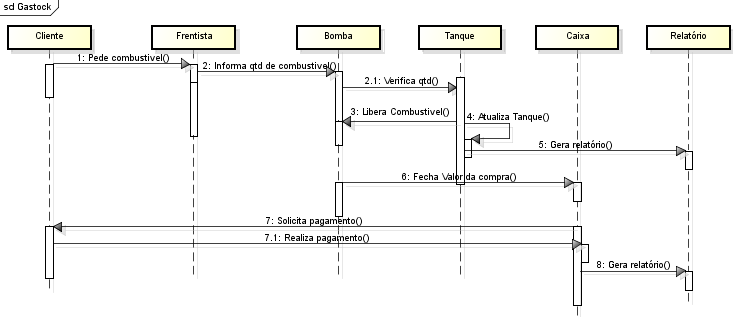 sd Gastock
Cliente
Frentista
Bomba
Tanque
Caixa
Relatório
1: Pede combustivel()
2: Informa qtd de combustivel()
2.1: Verifica qtd()
3: Libera Combustivel()
4: Atualiza Tanque()
5: Gera relatório()
6: Fecha Valor da compra()
7: Solicita pagamento()
7.1: Realiza pagamento()
8: Gera relatório()